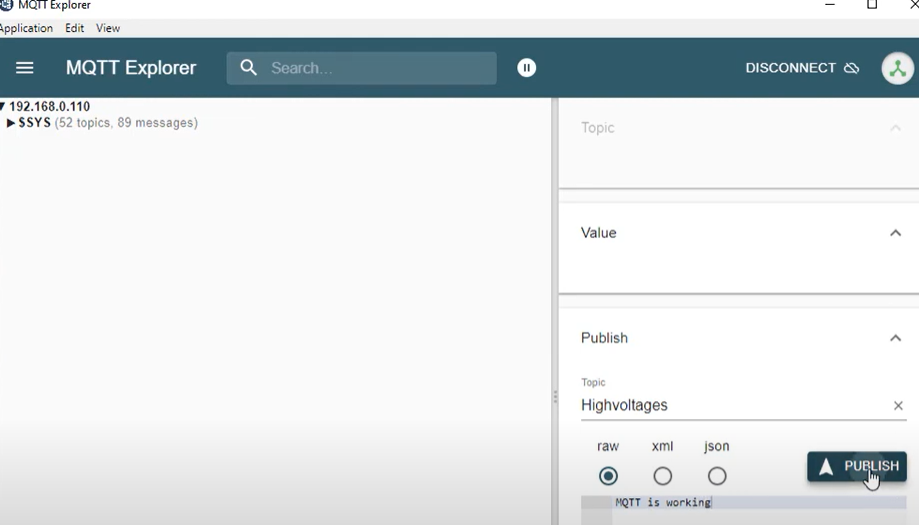 MQTT Explorer
Application Edit View
MQTT Explorer Search... DISCONNECT
192.168.0.110
$SYS (52 topics, 89 messages)
Topic
Value
Publish
Topic
Highvoltages
raw xml json
PUBLISH
MQTT is working